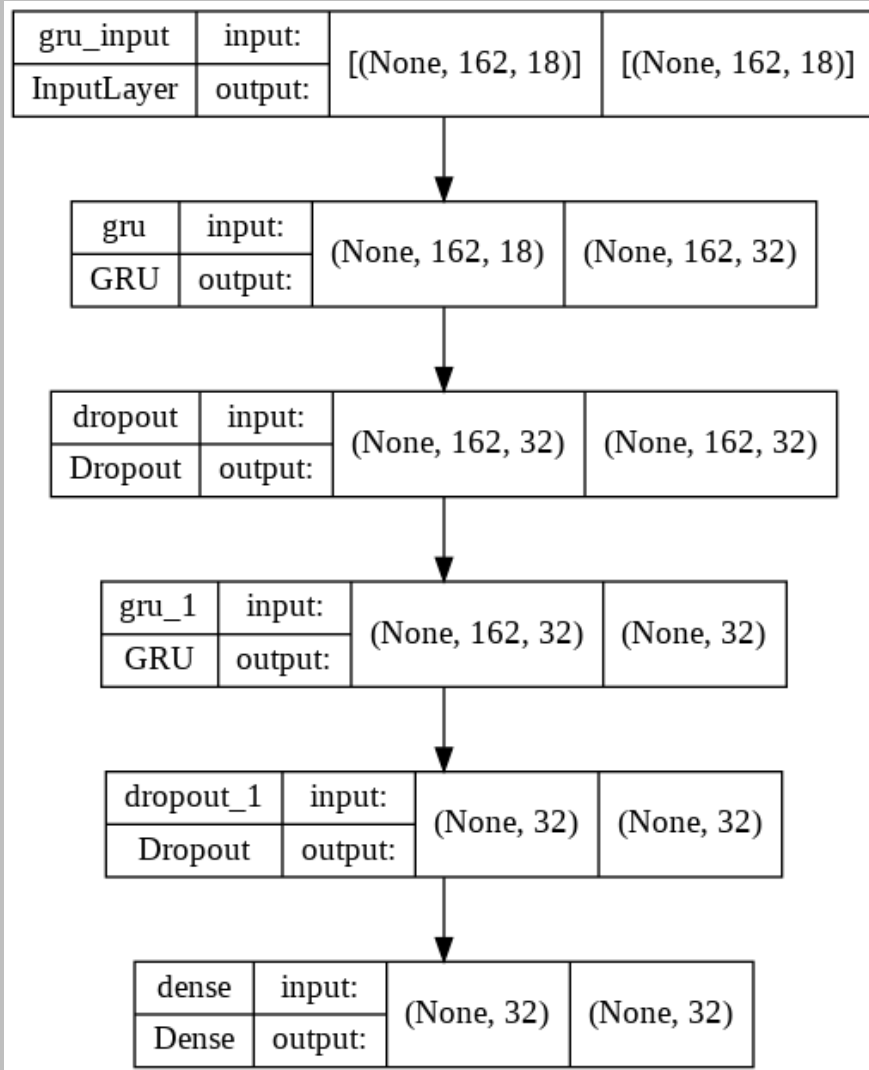 gru_input input: [(None, 162, 18)] [(None, 162, 18)]
InputLayer output:
gru input: (None, 162, 18) (None, 162, 32)
GRU output:
dropout input: (None, 162, 32) (None, 162, 32)
Dropout output:
gru_1 input: (None, 162, 32) (None, 32)
GRU output:
dropout_1 input: (None, 32) (None, 32)
Dropout output:
dense input: (None, 32) (None, 32)
Dense output: